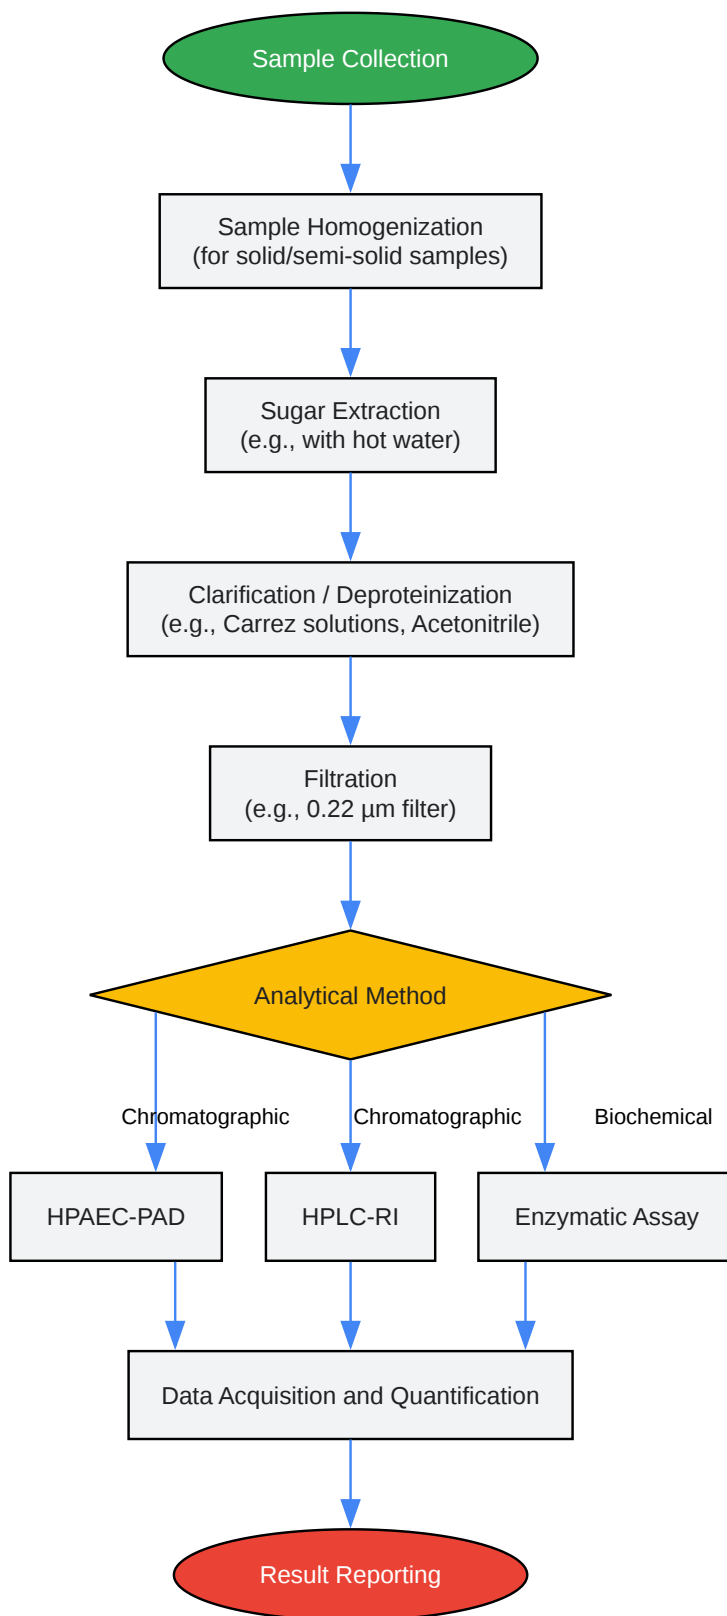 Sample Collection
Sample Homogenization
(for solid/semi-solid samples)
Sugar Extraction
(e.g., with hot water)
Clarification / Deproteinization
(e.g., Carrez solutions, Acetonitrile)
Filtration
(e.g., 0.22 µm filter)
Analytical Method
Chromatographic
Chromatographic
Biochemical
HPAEC-PAD
HPLC-RI
Enzymatic Assay
Data Acquisition and Quantification
Result Reporting